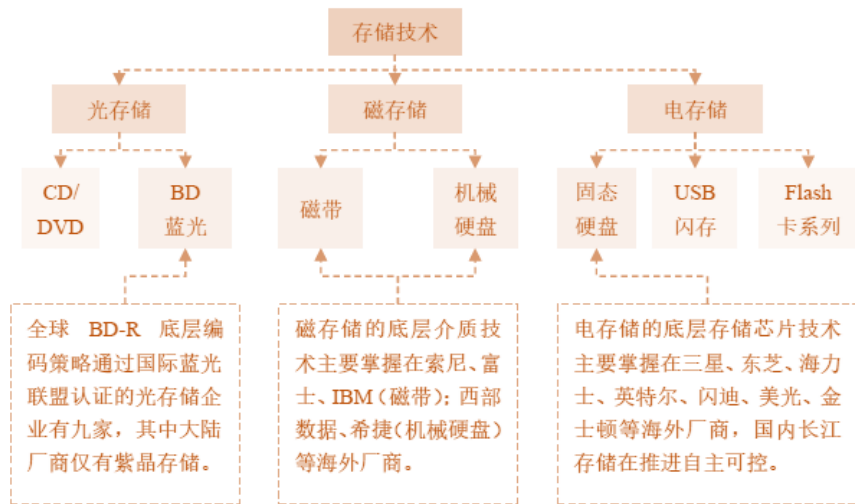 存储技术
光存储
磁存储
电存储
CD/
DVD
BD
蓝光
磁带
机械
硬盘
固态
硬盘
USB
闪存
Flash
卡系列
全球 BD-R 底层编
码策略通过国际蓝光
联盟认证的光存储企
业有九家，其中大陆
厂商仅有紫晶存储。
磁存储的底层介质技
术主要掌握在索尼、富
士、IBM（磁带）；西部
数据、希捷（机械硬盘）
等海外厂商。
电存储的底层存储芯片技术
主要掌握在三星、东芝、海力
士、英特尔、闪迪、美光、金
士顿等海外厂商，国内长江
存储在推进自主可控。